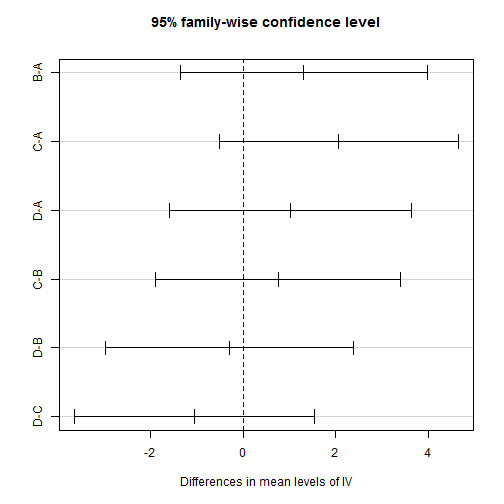 95% family-wise confidence level
B-A
C-A
D-A
C-B
D-B
D-C
-2 0 2 4
Differences in mean levels of IV